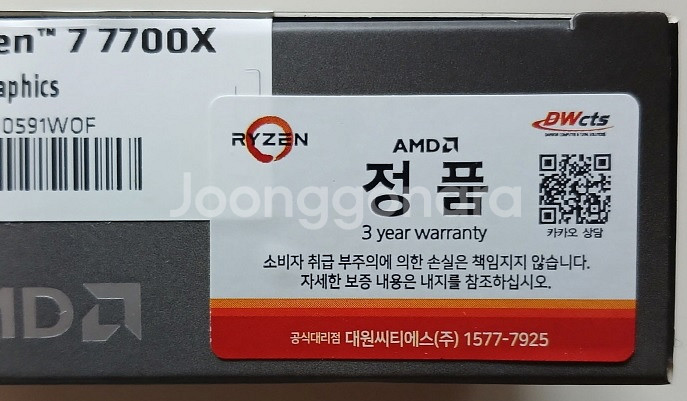 en™ 7 7700X
aphics
0591WOF
RYZEN
AMD
정품
3 year warranty
DWcts
카카오 상담
소비자 취급 부주의에 의한 손실은 책임지지 않습니다.
자세한 보증 내용은 내지를 참조하십시오.
공식대리점 대원씨티에스(주) 1577-7925
AMD
Joonggonara